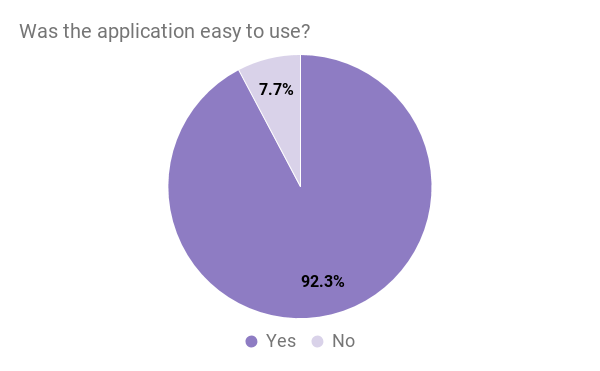 Was the application easy to use?
7.7%
92.3%
Yes No